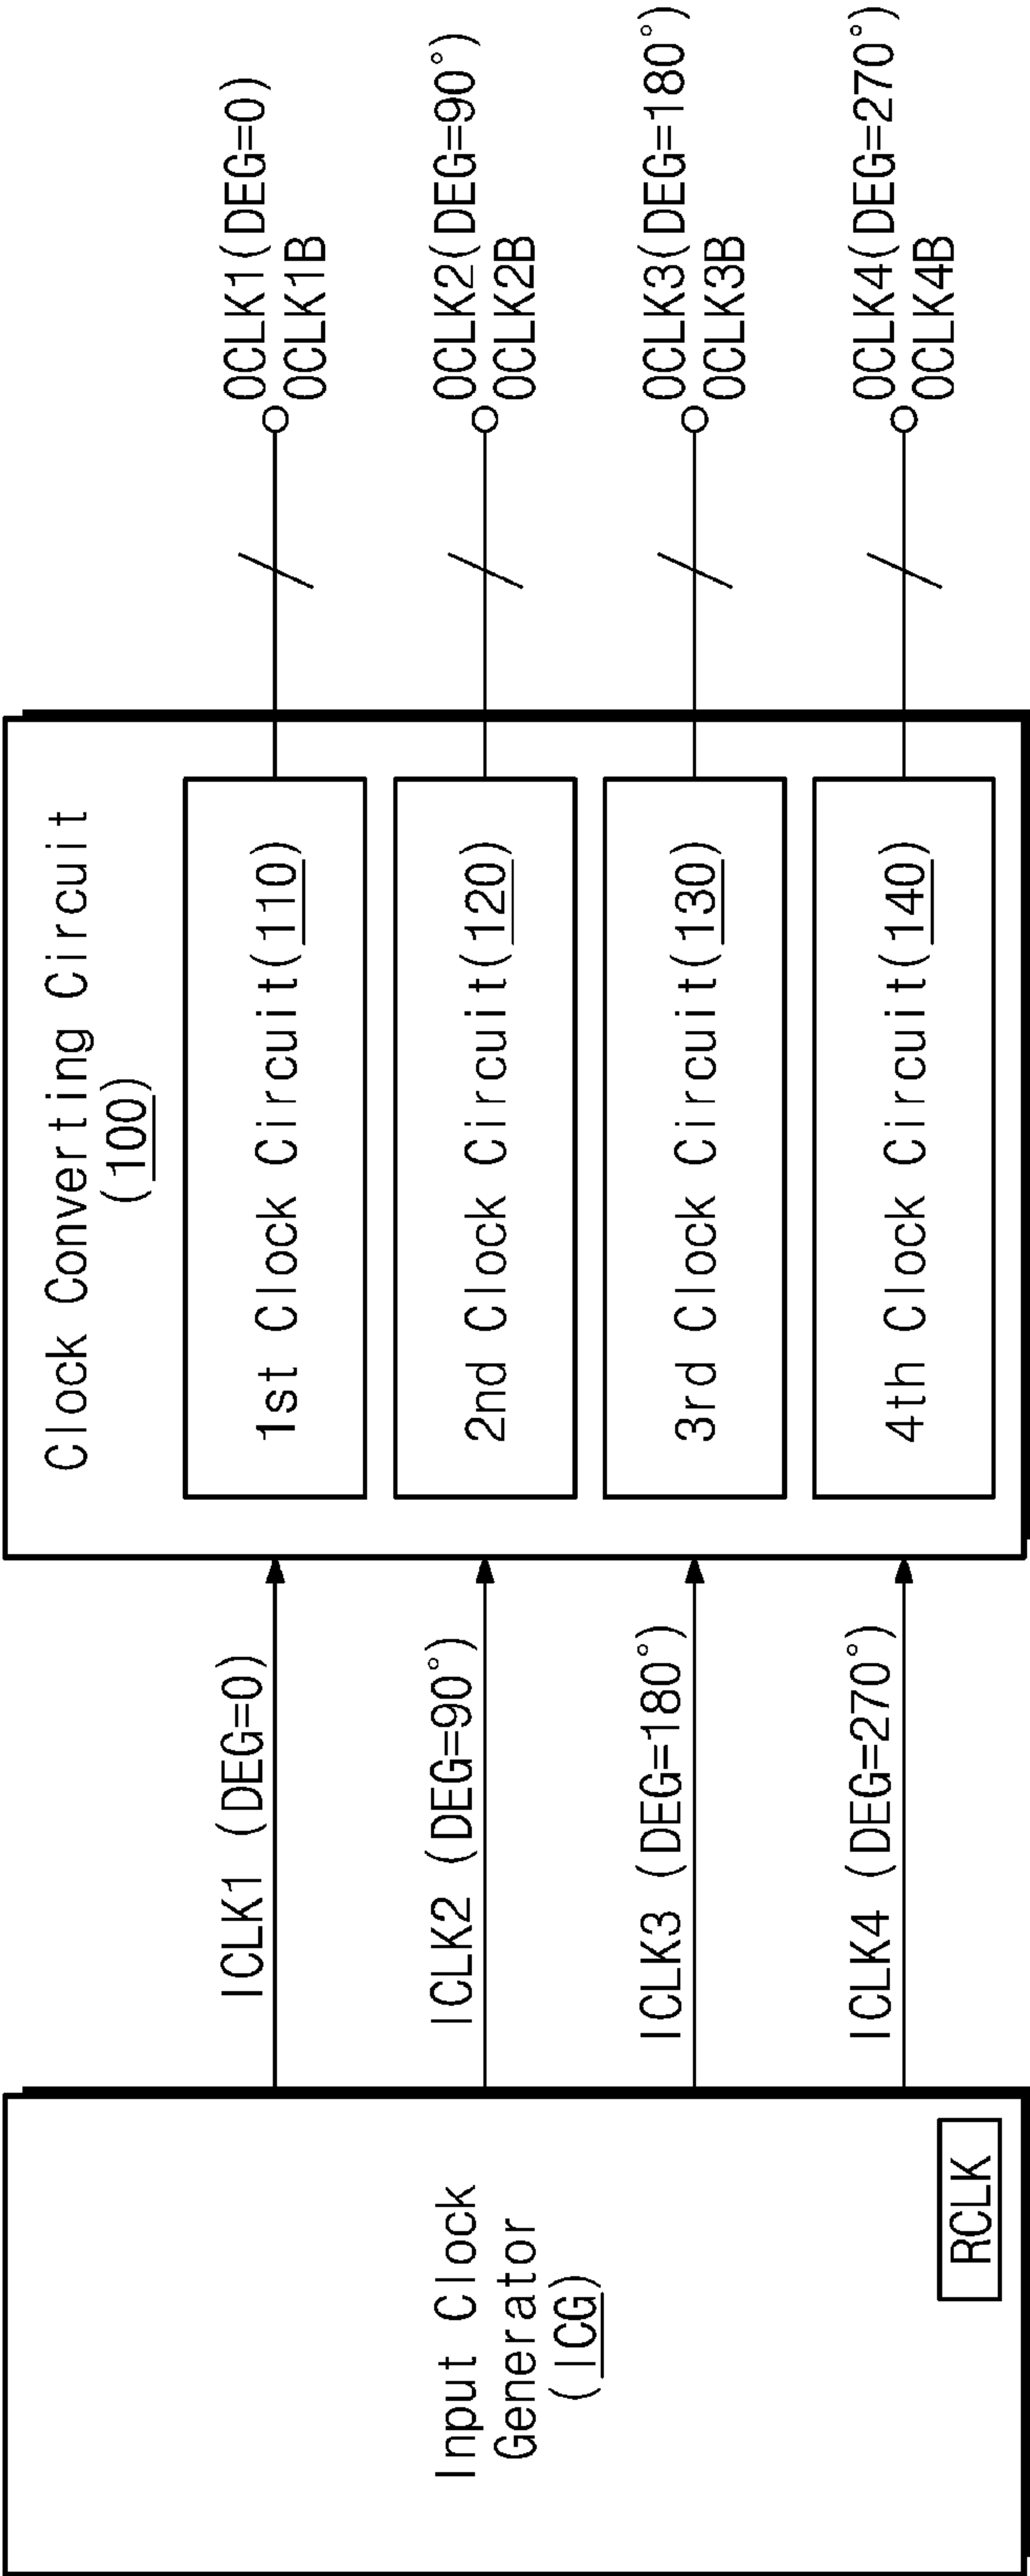 Input Clock
Generator
(ICG)
RCLK
ICLK1 (DEG=0)
ICLK2 (DEG=90°)
ICLK3 (DEG=180°)
ICLK4 (DEG=270°)
Clock Converting Circuit
(100)
1st Clock Circuit(110)
2nd Clock Circuit(120)
3rd Clock Circuit(130)
4th Clock Circuit(140)
OCLK1(DEG=0)
OCLK1B
OCLK2(DEG=90°)
OCLK2B
OCLK3(DEG=180°)
OCLK3B
OCLK4(DEG=270°)
OCLK4B